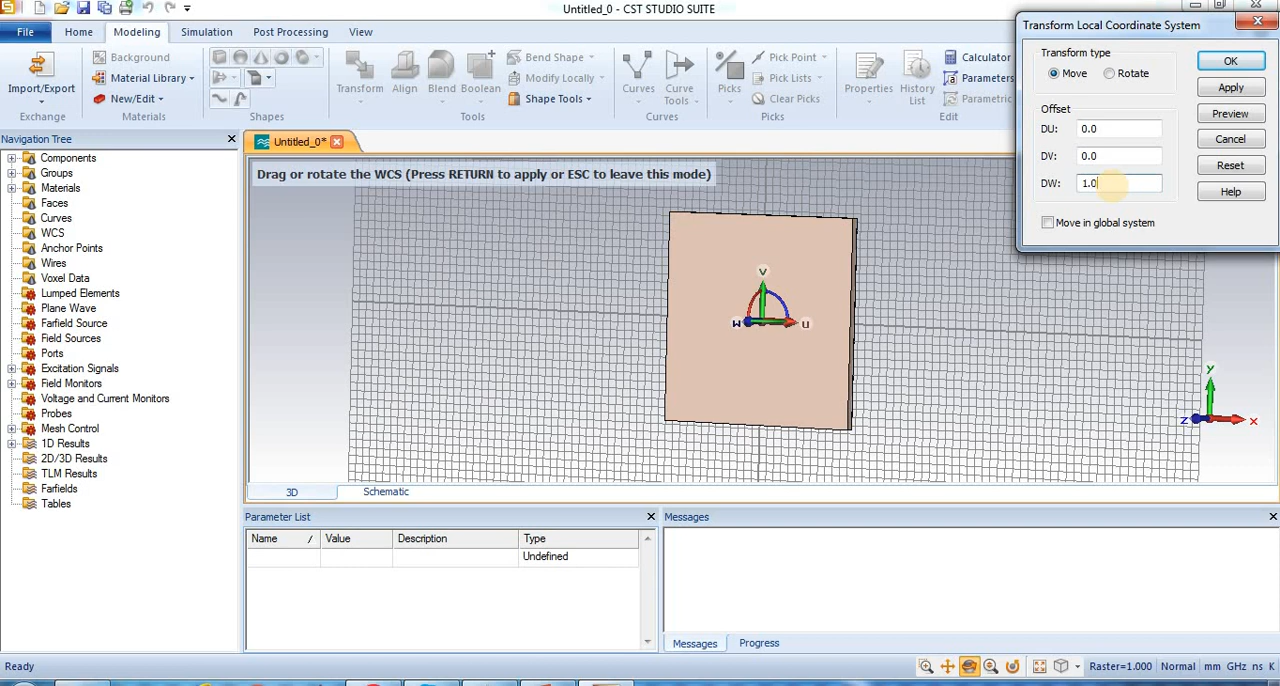 Untitled_0 - CST STUDIO SUITE
File Home Modeling Simulation Post Processing View
Import/Export
Exchange
Background
Material Library
New/Edit
Materials
Shapes
Transform
Align
Blend
Boolean
Bend Shape
Modify Locally
Shape Tools
Tools
Curves
Curve Tools
Curves
Picks
Pick Point
Pick Lists
Clear Picks
Picks
Properties
History List
Calculator
Parameters
Parametric
Edit
Transform Local Coordinate System
Transform type
Move Rotate
Offset
DU: 0.0
DV: 0.0
DW: 1.0
Move in global system
OK
Apply
Preview
Cancel
Reset
Help
Navigation Tree
Components
Groups
Materials
Faces
Curves
WCS
Anchor Points
Wires
Voxel Data
Lumped Elements
Plane Wave
Farfield Source
Field Sources
Ports
Excitation Signals
Field Monitors
Voltage and Current Monitors
Probes
Mesh Control
1D Results
2D/3D Results
TLM Results
Farfields
Tables
Untitled_0*
Drag or rotate the WCS (Press RETURN to apply or ESC to leave this mode)
v
w u
y
z x
3D Schematic
Parameter List
Name / Value Description Type
Undefined
Messages
Messages Progress
Ready
Raster=1.000 Normal mm GHz ns K